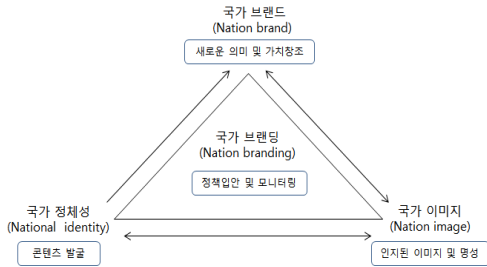 국가 브랜드
(Nation brand)
새로운 의미 및 가치창조
국가 브랜딩
(Nation branding)
정책입안 및 모니터링
국가 정체성
(National identity)
콘텐츠 발굴
국가 이미지
(Nation image)
인지된 이미지 및 명성